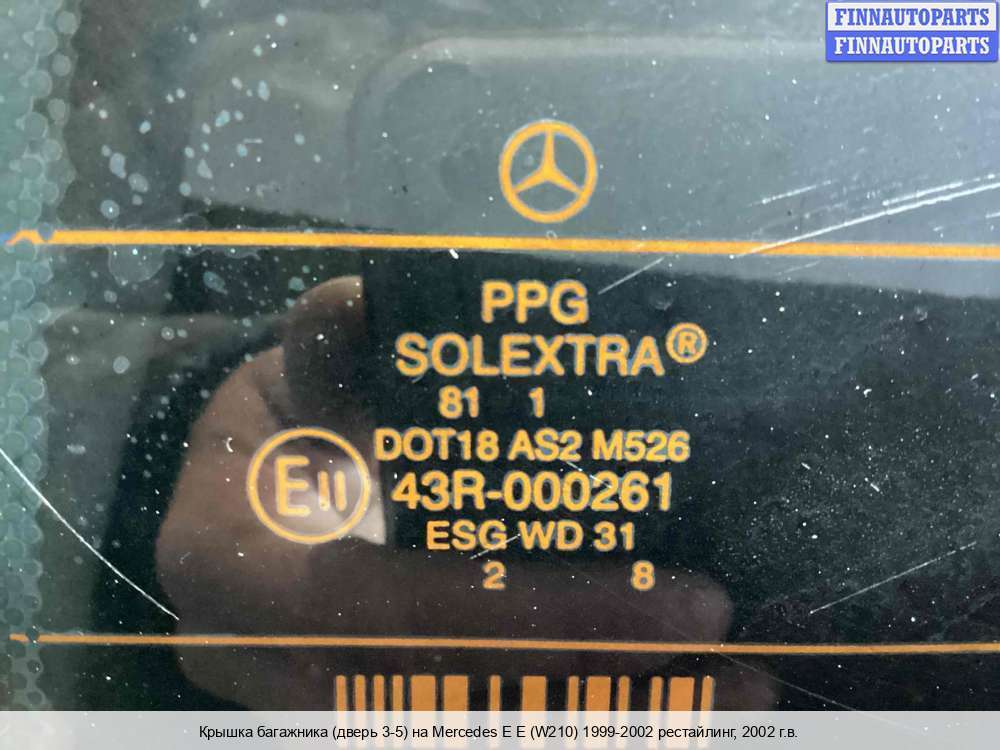 FINNAUTOPARTS
FINNAUTOPARTS
PPG
SOLEXTRA®
81 1
DOT18 AS2 M526
E11 43R-000261
ESG WD 31
2 8
Крышка багажника (дверь 3-5) на Mercedes E E (W210) 1999-2002 рестайлинг, 2002 г.в.